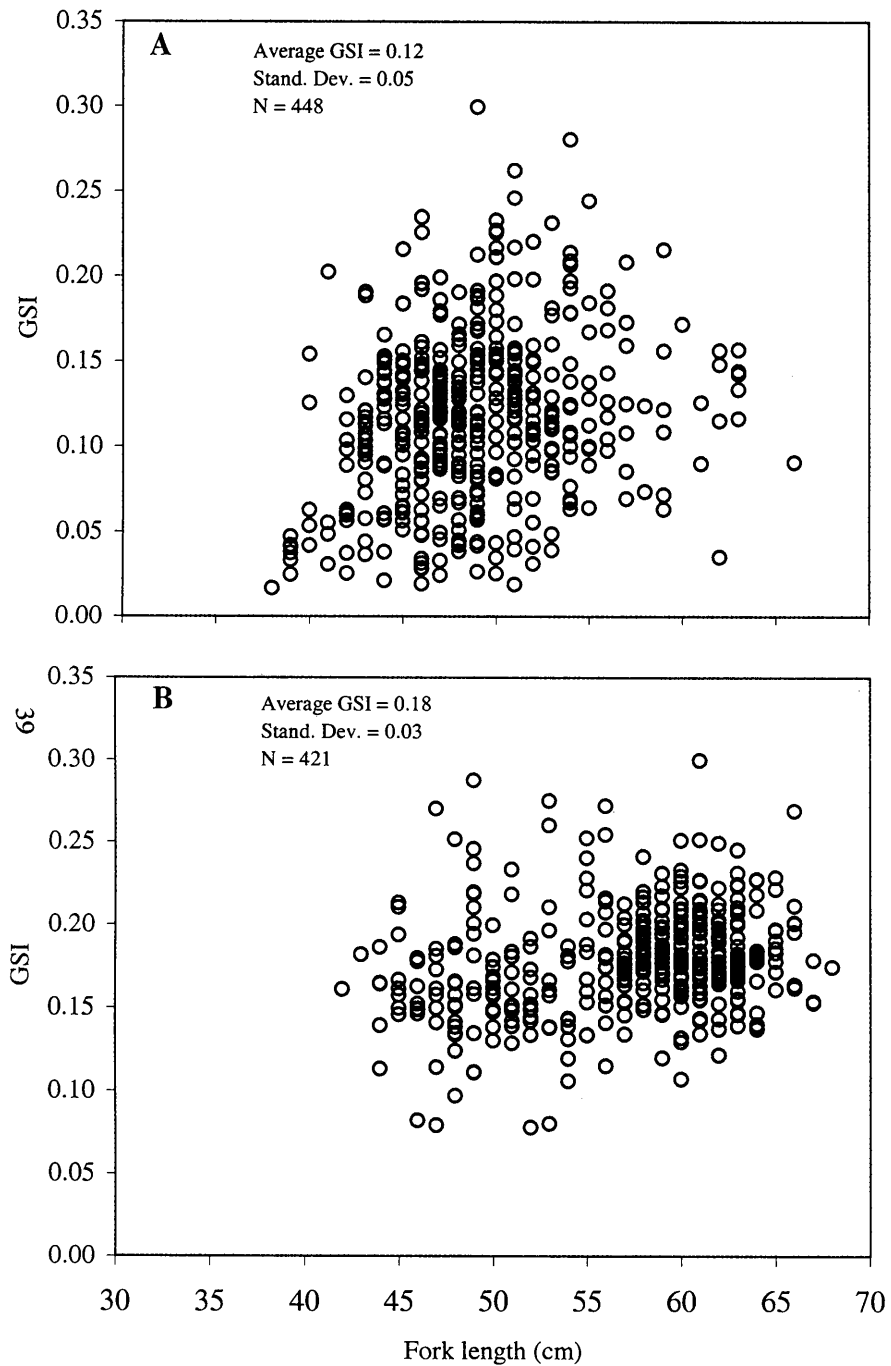 0.35
A
Average GSI = 0.12
Stand. Dev. = 0.05
N = 448
0.30
0.25
0.20
0.15
0.10
0.05
0.00
GSI
39
0.35
B
Average GSI = 0.18
Stand. Dev. = 0.03
N = 421
0.30
0.25
0.20
0.15
0.10
0.05
0.00
GSI
30 35 40 45 50 55 60 65 70
Fork length (cm)